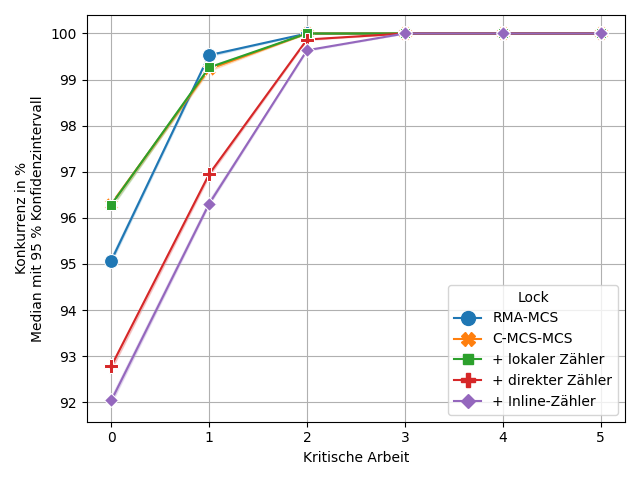 Konkurrenz in %
Median mit 95 % Konfidenzintervall
100
99
98
97
96
95
94
93
92
Lock
RMA-MCS
C-MCS-MCS
+ lokaler Zähler
+ direkter Zähler
+ Inline-Zähler
0 1 2 3 4 5
Kritische Arbeit